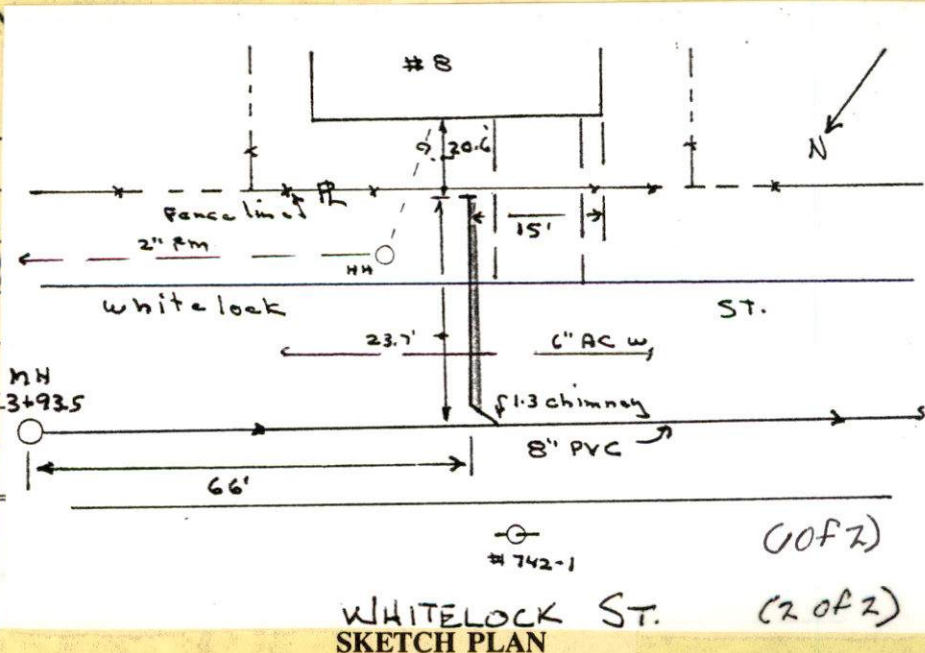 # 8
N
20.6'
Fence line
15'
2" FM
HH
Whitelock ST.
23.7'
6" AC W
MH
3+93.5
1.3 chimney
8" PVC
66'
# 742-1
(1 of 2)
WHITELOCK ST. (2 of 2)
SKETCH PLAN